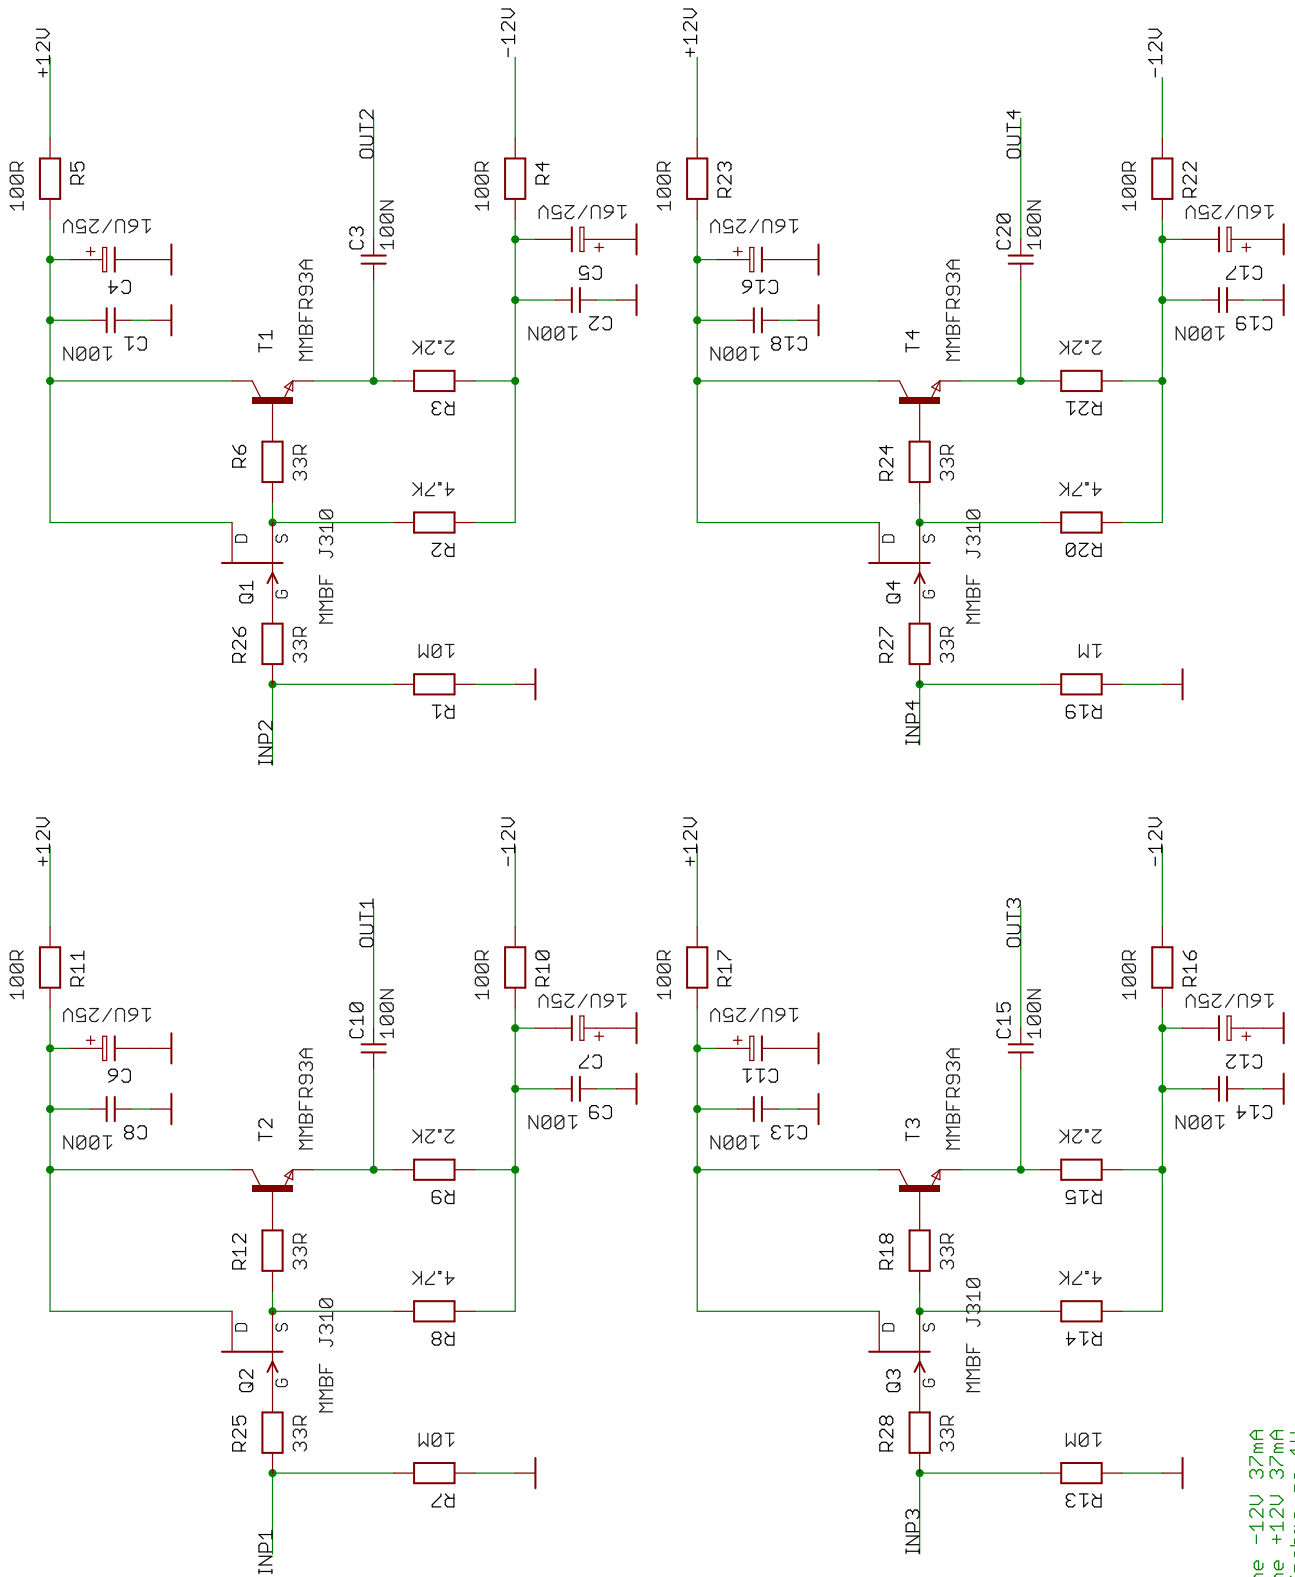 +12V
-12V
+12V
-12V
100R
R5
100R
R4
100R
R23
100R
R22
OUT2
OUT4
16U/25V
C4
C3
100N
16U/25V
C5
16U/25V
C16
C20
100N
16U/25V
C17
100N
C1
100N
C2
100N
C18
100N
C19
T1
MMBFR93A
2.2K
R3
T4
MMBFR93A
2.2K
R21
R6
33R
4.7K
R2
R24
33R
4.7K
R20
D
S
G
Q1
MMBF J310
D
S
G
Q4
MMBF J310
R26
33R
10M
R1
R27
33R
1M
R19
INP2
INP4
+12V
-12V
+12V
-12V
100R
R11
100R
R10
100R
R17
100R
R16
OUT1
OUT3
16U/25V
C6
C10
100N
16U/25V
C7
16U/25V
C11
C15
100N
16U/25V
C12
100N
C8
100N
C9
100N
C13
100N
C14
T2
MMBFR93A
2.2K
R9
T3
MMBFR93A
2.2K
R15
R12
33R
4.7K
R8
R18
33R
4.7K
R14
D
S
G
Q2
MMBF J310
D
S
G
Q3
MMBF J310
R25
33R
10M
R7
R28
33R
10M
R13
INP1
INP3
ne -12V 37mA
ne +12V 37mA